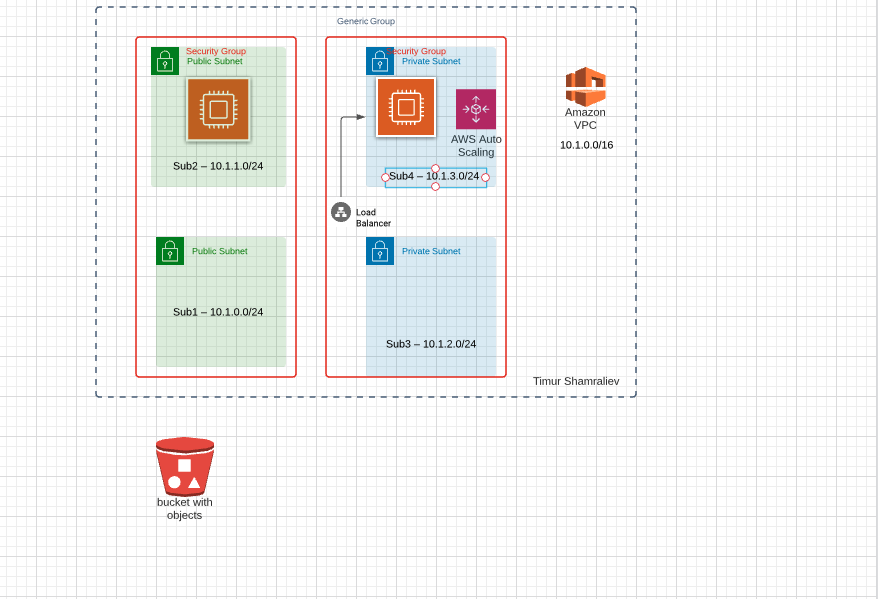 Generic Group
Security Group
Public Subnet
Sub2 – 10.1.1.0/24
Security Group
Private Subnet
AWS Auto
Scaling
Sub4 – 10.1.3.0/24
Amazon
VPC
10.1.0.0/16
Load
Balancer
Public Subnet
Sub1 – 10.1.0.0/24
Private Subnet
Sub3 – 10.1.2.0/24
Timur Shamraliev
bucket with
objects